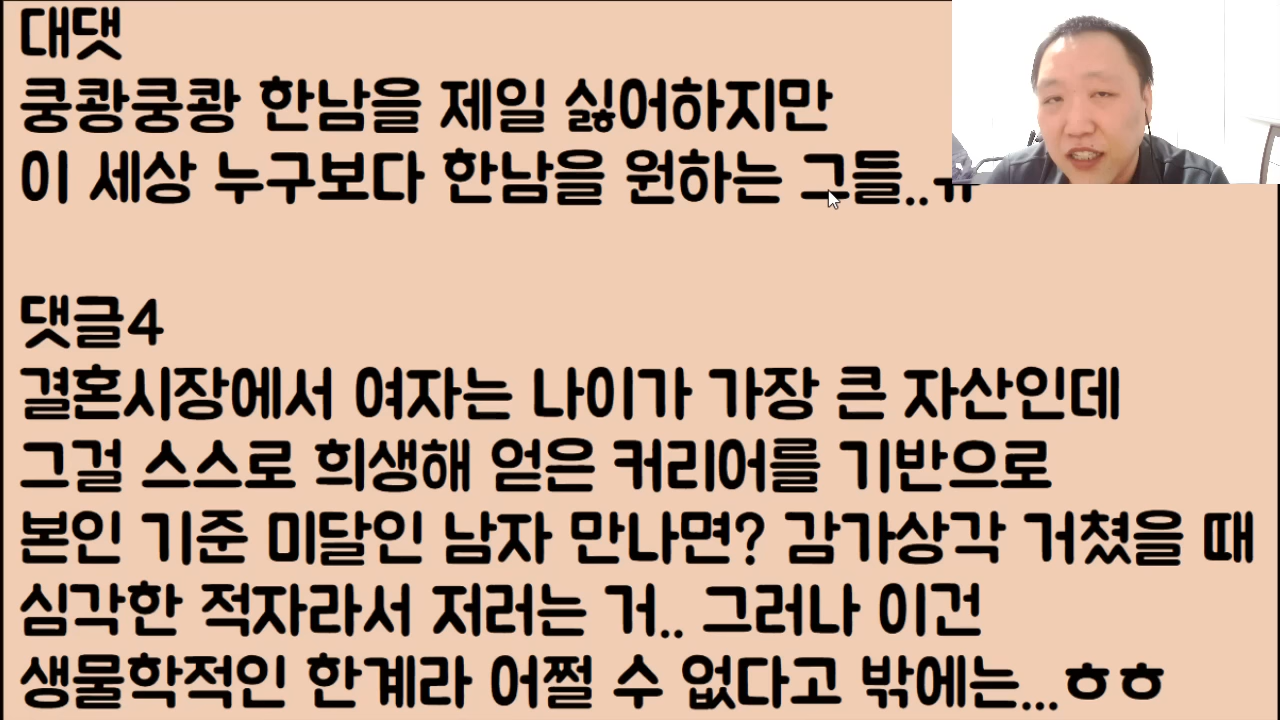 대댓
쿵쾅쿵쾅 한남을 제일 싫어하지만
이 세상 누구보다 한남을 원하는 그들..ㅠ
댓글4
결혼시장에서 여자는 나이가 가장 큰 자산인데
그걸 스스로 희생해 얻은 커리어를 기반으로
본인 기준 미달인 남자 만나면? 감가상각 거쳤을 때
심각한 적자라서 저러는 거.. 그러나 이건
생물학적인 한계라 어쩔 수 없다고 밖에는...ㅎㅎ